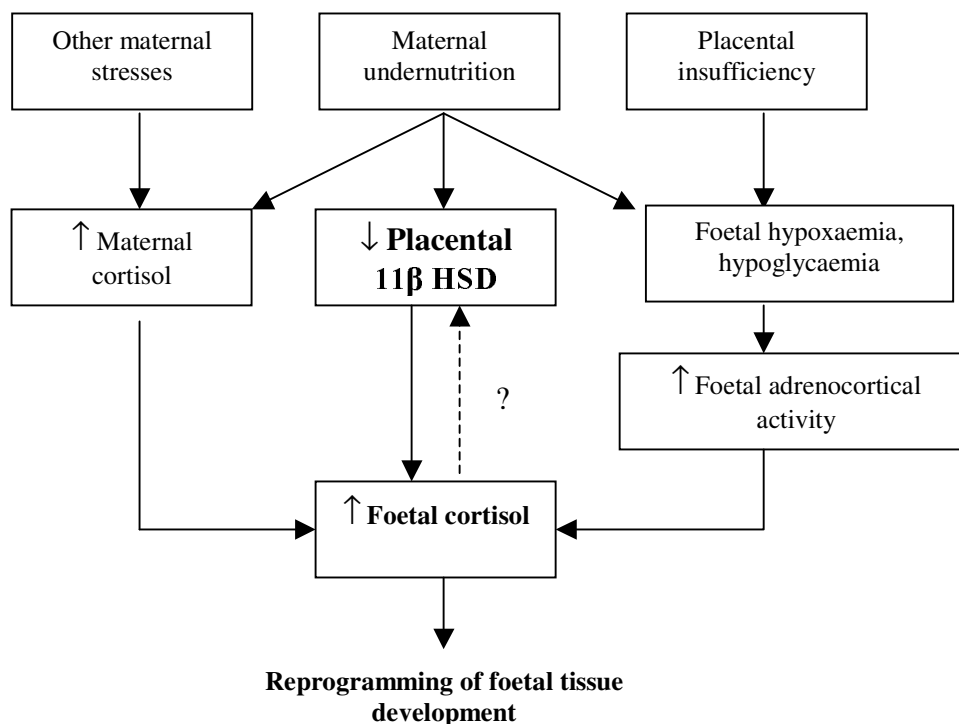 Other maternal
stresses
Maternal
undernutrition
Placental
insufficiency
↑ Maternal
cortisol
↓ Placental
11β HSD
Foetal hypoxaemia,
hypoglycaemia
↑ Foetal adrenocortical
activity
?
↑ Foetal cortisol
Reprogramming of foetal tissue
development